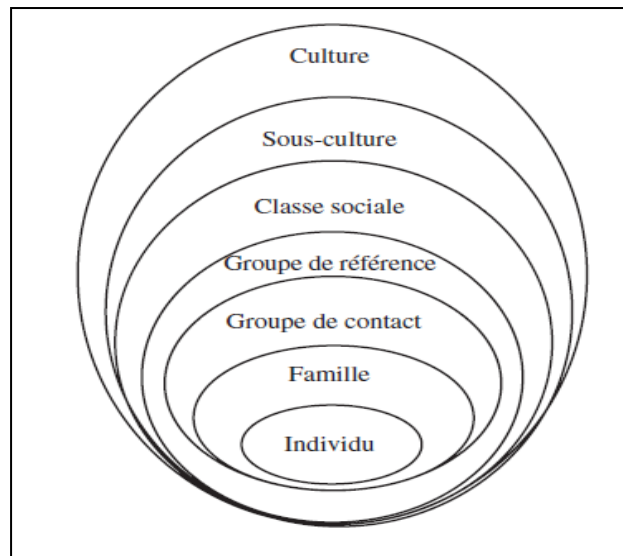 Culture
Sous-culture
Classe sociale
Groupe de référence
Groupe de contact
Famille
Individu